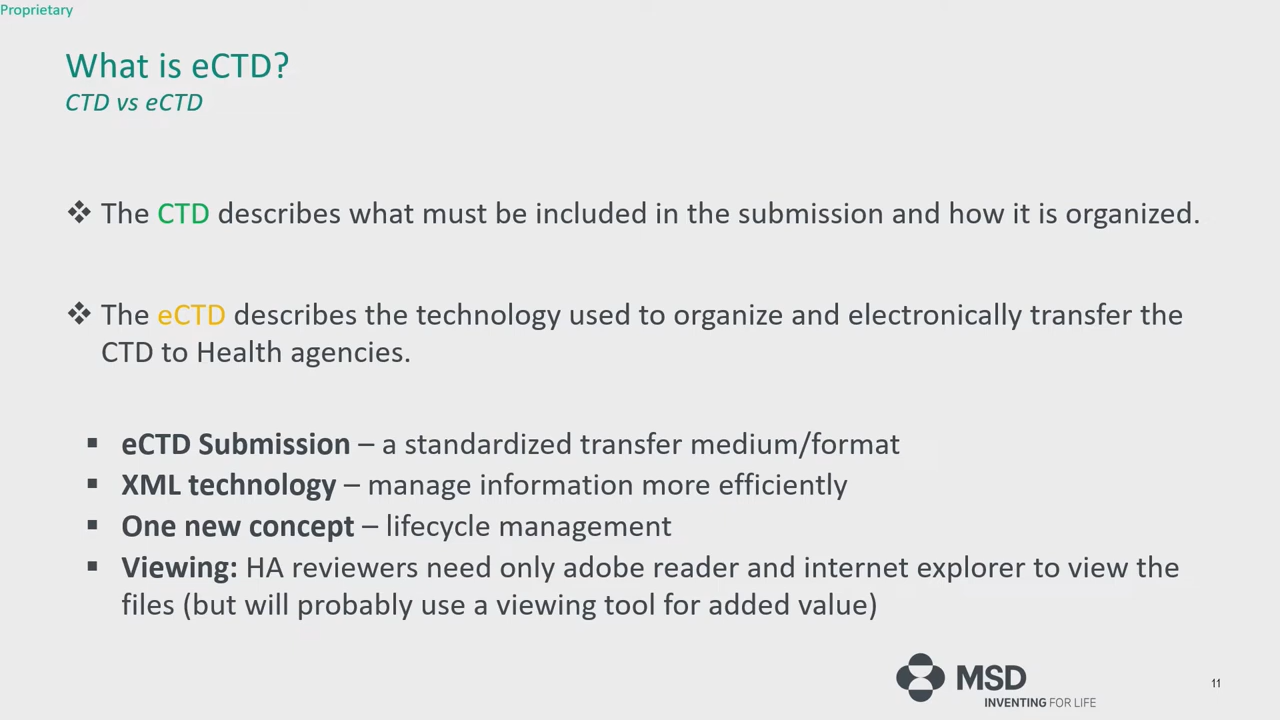 Proprietary
What is eCTD?
CTD vs eCTD
❖ The CTD describes what must be included in the submission and how it is organized.
❖ The eCTD describes the technology used to organize and electronically transfer the
CTD to Health agencies.
▪ eCTD Submission – a standardized transfer medium/format
▪ XML technology – manage information more efficiently
▪ One new concept – lifecycle management
▪ Viewing: HA reviewers need only adobe reader and internet explorer to view the
files (but will probably use a viewing tool for added value)
MSD
INVENTING FOR LIFE
11